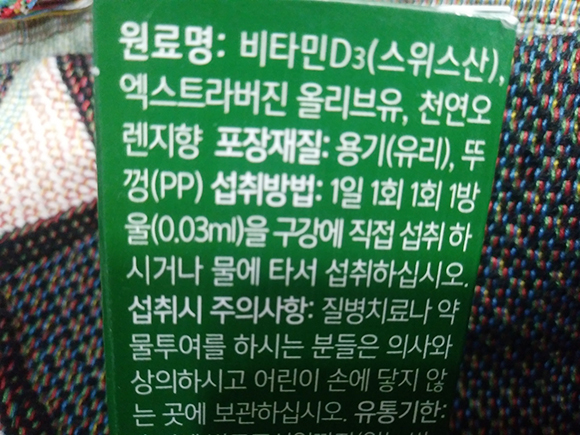 원료명: 비타민D3(스위스산),
엑스트라버진 올리브유, 천연오
렌지향 포장재질: 용기(유리), 뚜
껑(PP) 섭취방법: 1일 1회 1회 1방
울(0.03ml)을 구강에 직접 섭취 하
시거나 물에 타서 섭취하십시오.
섭취시 주의사항: 질병치료나 약
물투여를 하시는 분들은 의사와
상의하시고 어린이 손에 닿지 않
는 곳에 보관하십시오. 유통기한: